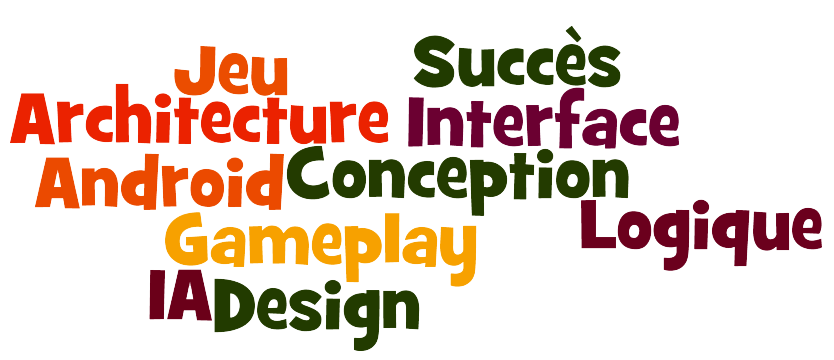 Jeu Succès
Architecture Interface
Android Conception
Gameplay Logique
IA Design